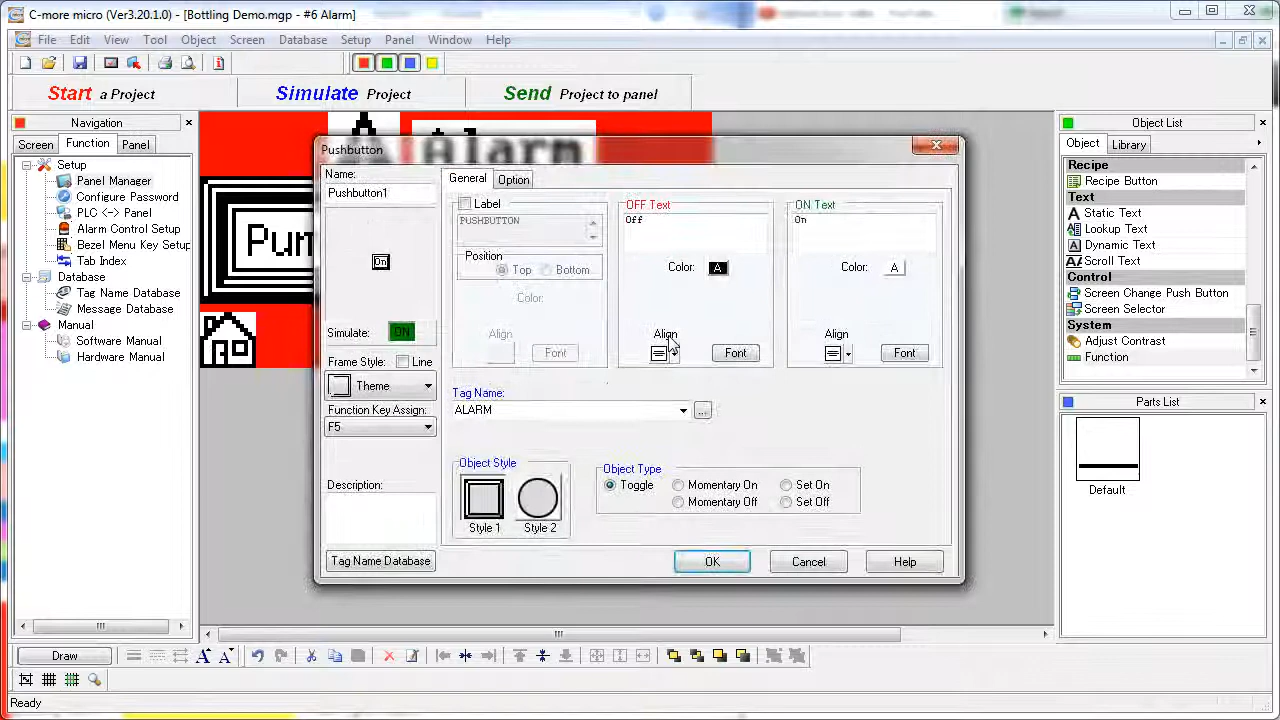 C-more micro (Ver3.20.1.0) - [Bottling Demo.mgp - #6 Alarm]
File Edit View Tool Object Screen Database Setup Panel Window Help
Start a Project
Simulate Project
Send Project to panel
Navigation
Screen Function Panel
Setup
Panel Manager
Configure Password
PLC <-> Panel
Alarm Control Setup
Bezel Menu Key Setup
Tab Index
Database
Tag Name Database
Message Database
Manual
Software Manual
Hardware Manual
Alarm
Pum
Pushbutton
Name:
Pushbutton1
On
Simulate: ON
Frame Style: Line
Theme
Function Key Assign:
F5
Description:
Tag Name Database
General Option
Label
PUSHBUTTON
Position
Top Bottom
Color:
Align
Font
OFF Text
Off
Color: A
Align
Font
ON Text
On
Color: A
Align
Font
Tag Name:
ALARM
...
Object Style
Style 1 Style 2
Object Type
Toggle Momentary On Set On
Momentary Off Set Off
OK Cancel Help
Object List
Object Library
Recipe
Recipe Button
Text
Static Text
Lookup Text
Dynamic Text
Scroll Text
Control
Screen Change Push Button
Screen Selector
System
Adjust Contrast
Function
Parts List
Default
Draw
Ready